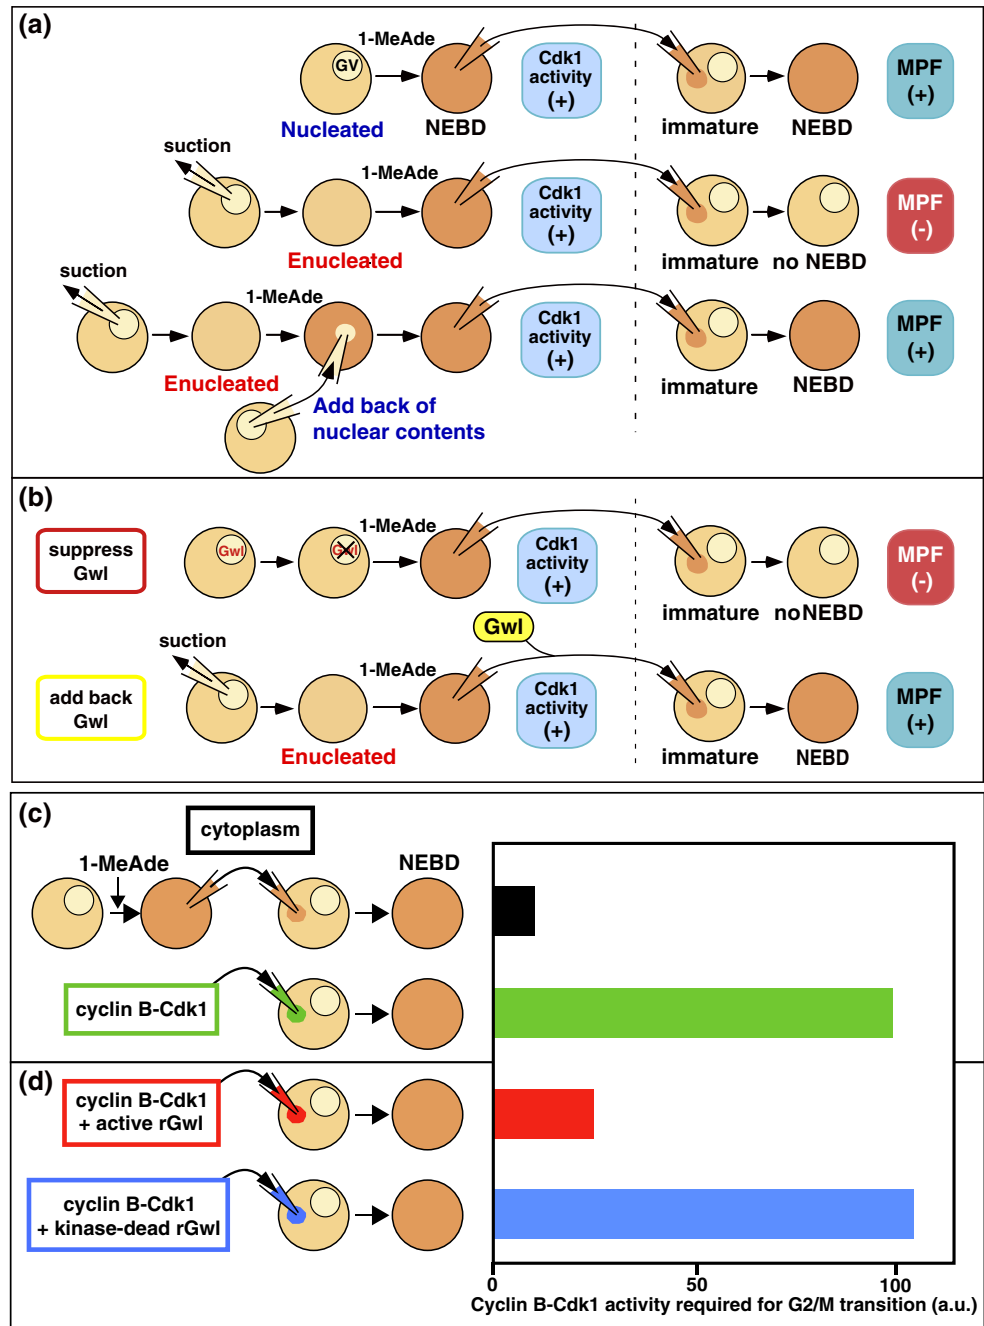 (a)
1-MeAde
GV
Cdk1
activity
(+)
MPF
(+)
Nucleated
NEBD
immature
NEBD
suction
1-MeAde
Cdk1
activity
(+)
MPF
(-)
Enucleated
immature
no NEBD
suction
1-MeAde
Cdk1
activity
(+)
MPF
(+)
Enucleated
immature
NEBD
Add back of
nuclear contents
(b)
suppress
Gwl
Gwl
Gwl
1-MeAde
Cdk1
activity
(+)
MPF
(-)
immature
noNEBD
Gwl
suction
add back
Gwl
1-MeAde
Cdk1
activity
(+)
MPF
(+)
Enucleated
immature
NEBD
(c)
cytoplasm
1-MeAde
NEBD
cyclin B-Cdk1
(d)
cyclin B-Cdk1
+ active rGwl
cyclin B-Cdk1
+ kinase-dead rGwl
0
50
100
Cyclin B-Cdk1 activity required for G2/M transition (a.u.)